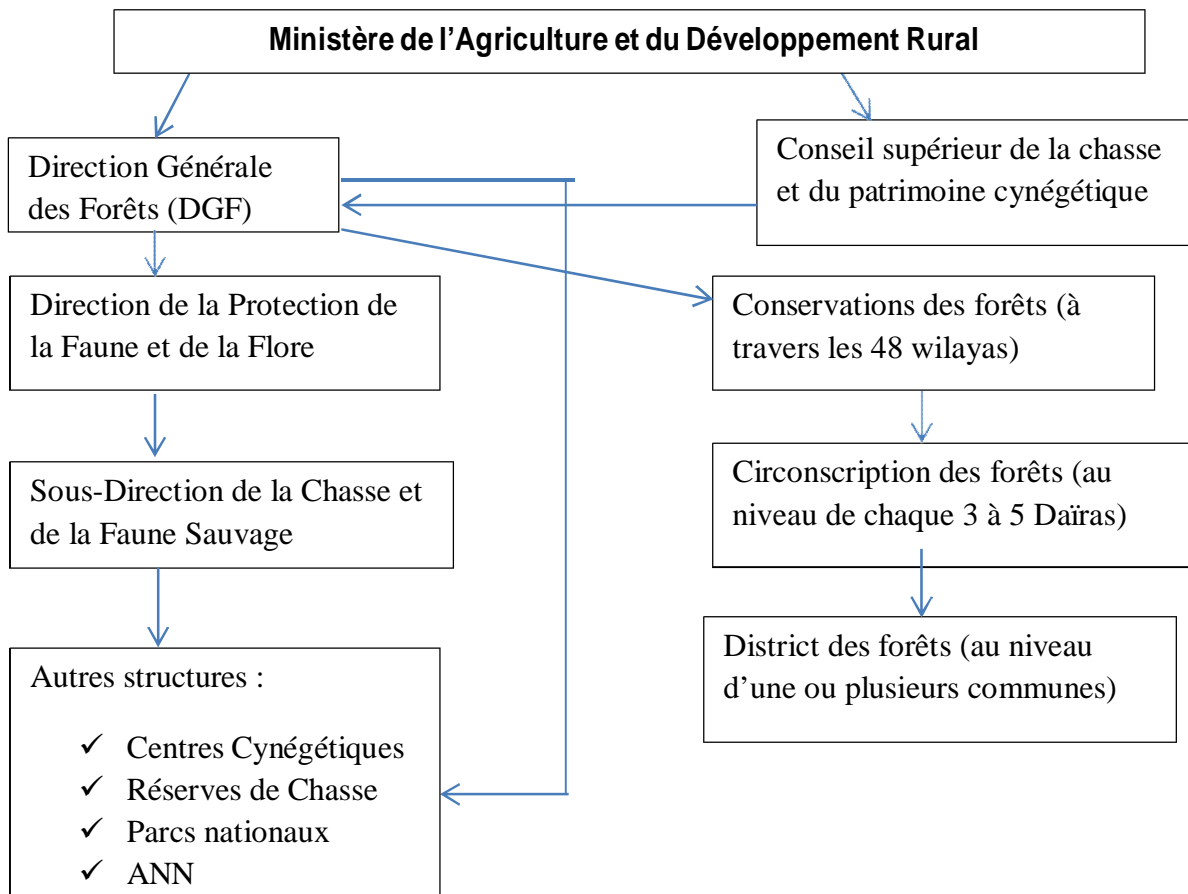 Ministère de l’Agriculture et du Développement Rural
Direction Générale
des Forêts (DGF)
Conseil supérieur de la chasse
et du patrimoine cynégétique
Direction de la Protection de
la Faune et de la Flore
Conservations des forêts (à
travers les 48 wilayas)
Sous-Direction de la Chasse et
de la Faune Sauvage
Circonscription des forêts (au
niveau de chaque 3 à 5 Daïras)
District des forêts (au niveau
d’une ou plusieurs communes)
Autres structures :
✓ Centres Cynégétiques
✓ Réserves de Chasse
✓ Parcs nationaux
✓ ANN